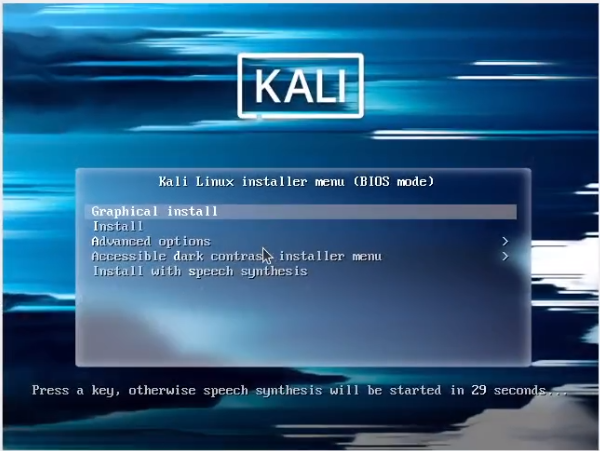 KALI
Kali Linux installer menu (BIOS mode)
Graphical install
Install
Advanced options >
Accessible dark contrast installer menu >
Install with speech synthesis
Press a key, otherwise speech synthesis will be started in 29 seconds...